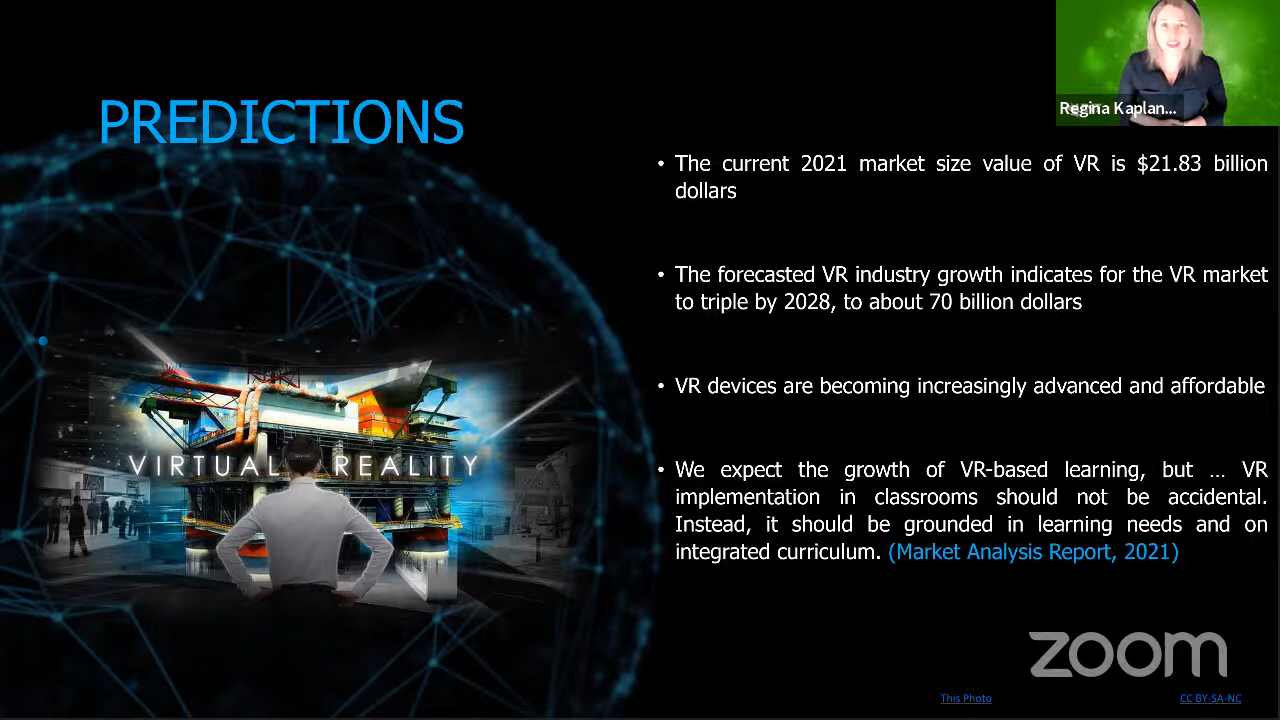 Regina Kaplan...
PREDICTIONS
• The current 2021 market size value of VR is $21.83 billion
dollars
• The forecasted VR industry growth indicates for the VR market
to triple by 2028, to about 70 billion dollars
• VR devices are becoming increasingly advanced and affordable
• We expect the growth of VR-based learning, but … VR
implementation in classrooms should not be accidental.
Instead, it should be grounded in learning needs and on
integrated curriculum. (Market Analysis Report, 2021)
VIRTUAL REALITY
zoom
This Photo
CC BY-SA-NC